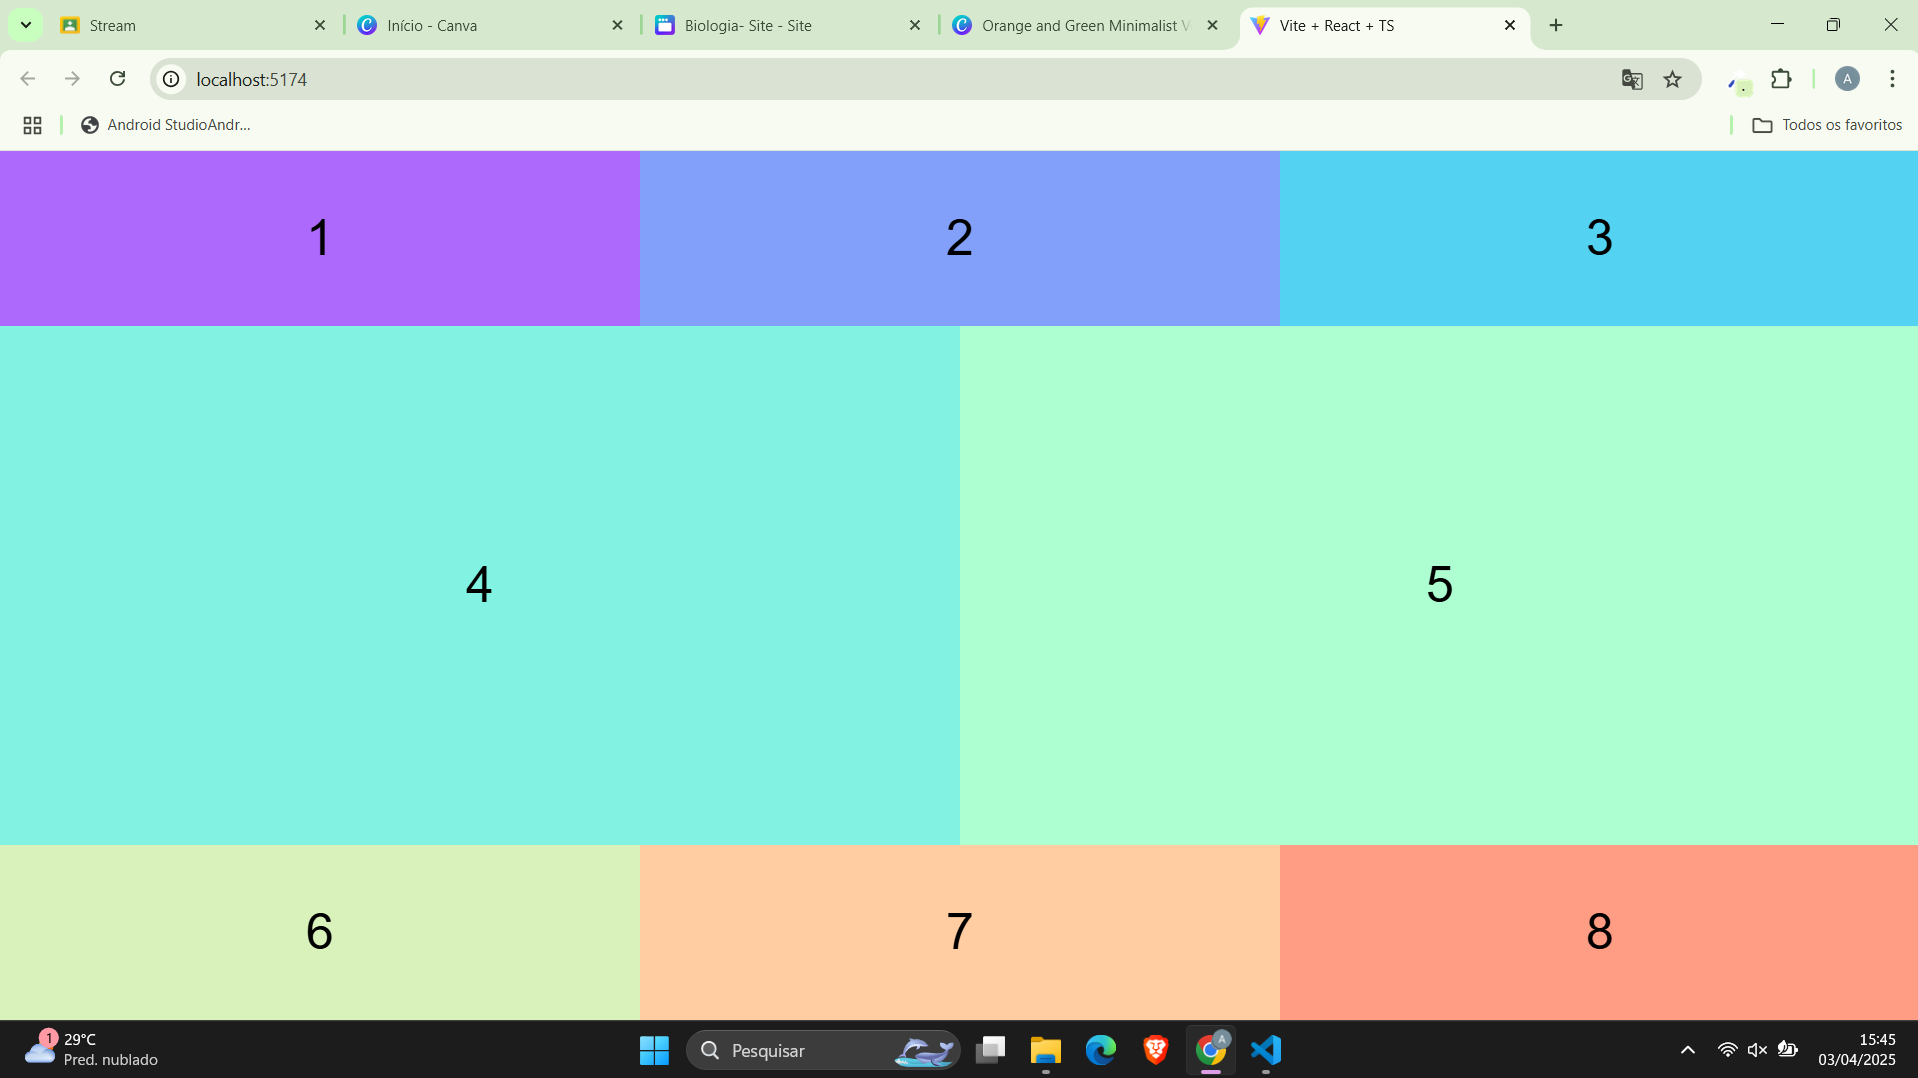 Stream
Início - Canva
Biologia- Site - Site
Orange and Green Minimalist V
Vite + React + TS
localhost:5174
A
Android StudioAndr...
Todos os favoritos
1
2
3
4
5
6
7
8
1
29°C
Pred. nublado
Pesquisar
A
15:45
03/04/2025